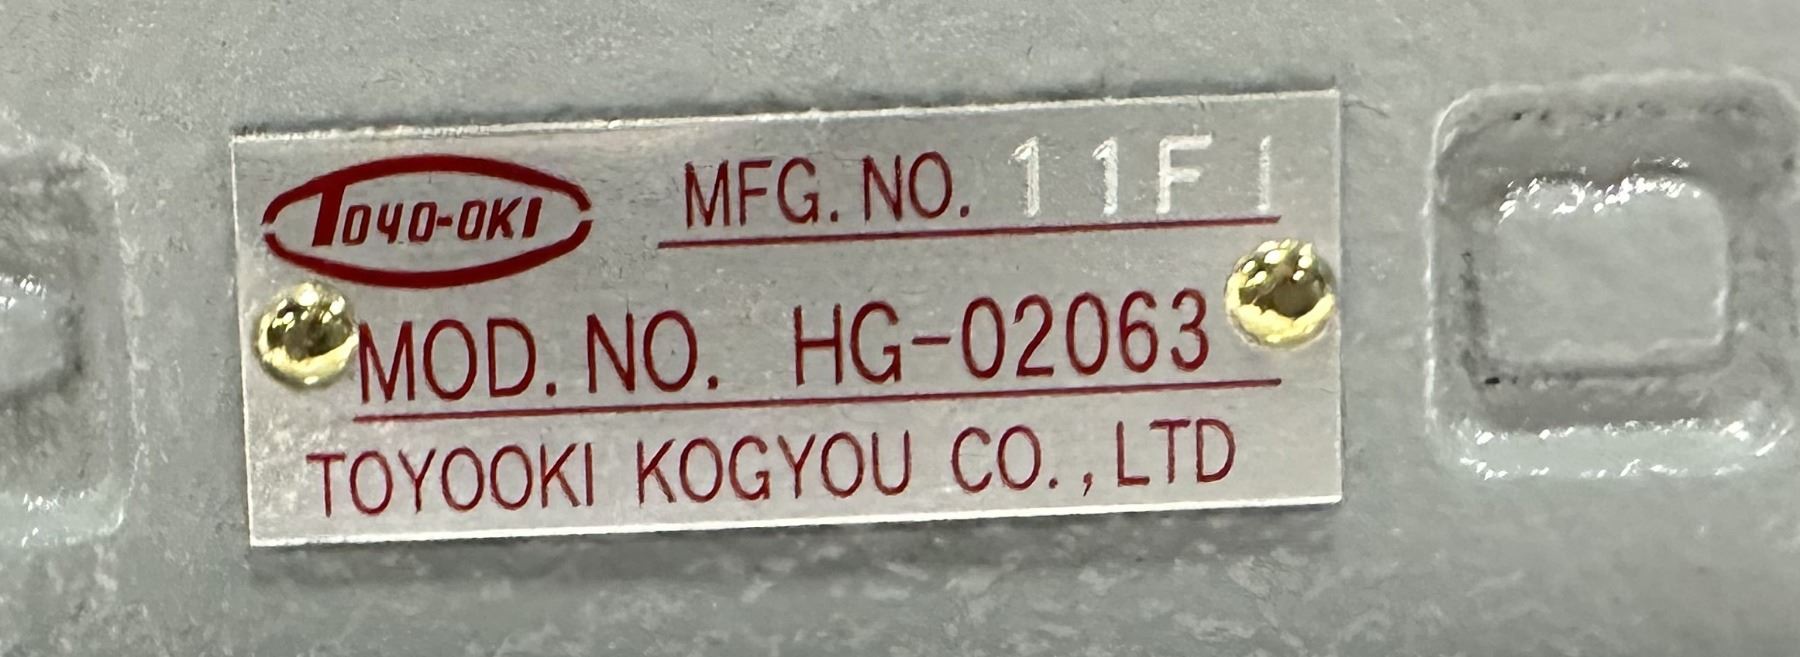 TOYO-OKI MFG. NO. 11F1
MOD. NO. HG-02063
TOYOOKI KOGYOU CO., LTD